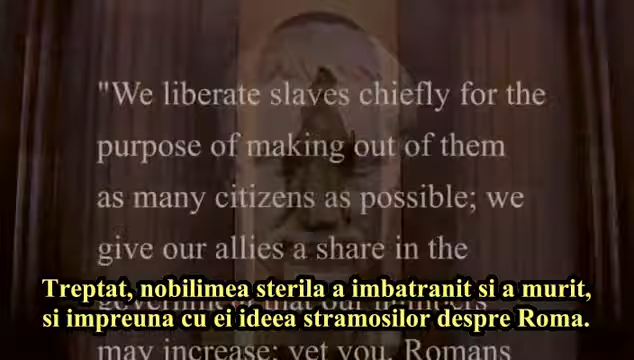 "We liberate slaves chiefly for the
purpose of making out of them
as many citizens as possible; we
give our allies a share in the
Treptat, nobilimea sterila a imbatranit si a murit,
si impreuna cu ei ideea stramosilor despre Roma.
may increase; yet you, Romans